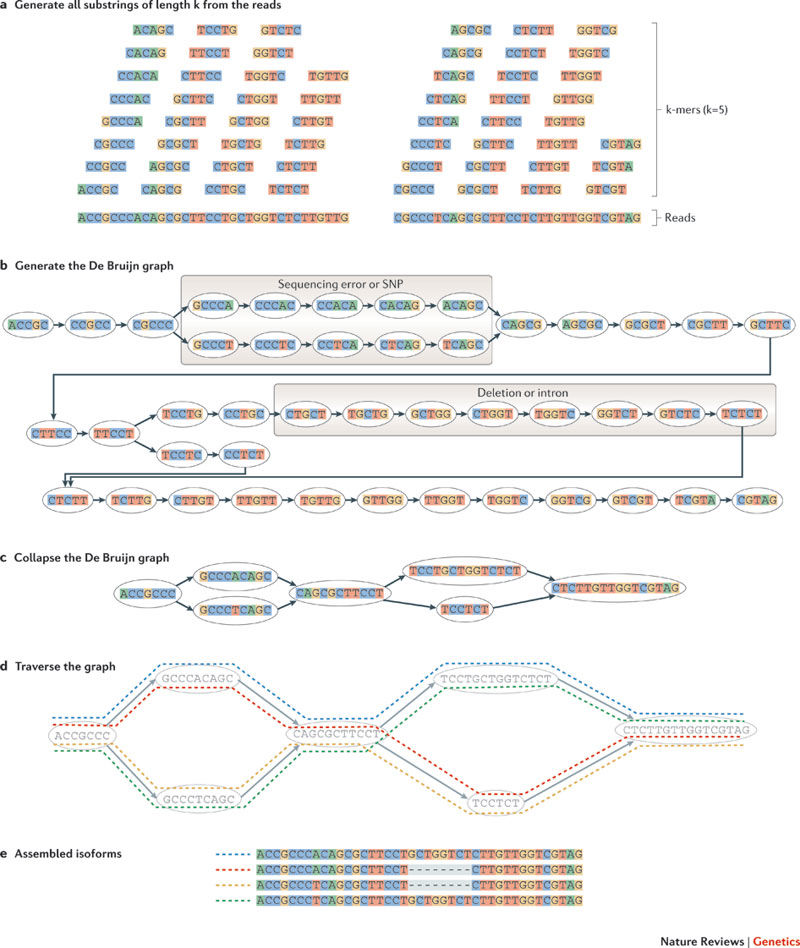 a Generate all substrings of length k from the reads
ACAGC TCCTG GGTCT AGCGC CTCTT GGTCG
CACAG TTCCT GGTCT CAGCG CCTCT TGGTC
CCACA CTTCC TGGTC TGTTG TCAGC TCCTC TTGGT
CCCAC GCTTC CTGGT TTGTT CTCAG TTCCT GTTGG
GCCCA CGCTT GCTGG CTTGT CCTCA CTTCC TGTTG
CGCCC GCGCT TGCTG TCTTG CCCTC GCTTC TTGTT CGTAG
CCGCC AGCGC CTGCT CTCTT GCCCT CGCTT CTTGT TCGTA
ACCGC CAGCG CCTGC TCTCT CGCCC GCGCT TCTTG GTCGT
k-mers (k=5)
ACCGCCCACAGCGCTTCCTGCTGGTCTCTTGTTG CGCCCTCAGCGCTTCCTCTTGTTGGTCGTAG
Reads
b Generate the De Bruijn graph
Sequencing error or SNP
GCCCA CCCAC CCACA CACAG ACAGC
ACCGC CCGCC CGCCC CAGCG AGCGC GCGCT CGCTT GCTTC
GCCCT CCCTC CCTCA CTCAG TCAGC
Deletion or intron
TCCTG CCTGC CTGCT TGCTG GCTGG CTGGT TGGTC GGTCT GTCTC TCTCT
CTTCC TTCCT
TCCTC CCTCT
CTCTT TCTTG CTTGT TTGTT TGTTG GTTGG TTGGT TGGTC GGTCG GTCGT TCGTA CGTAG
c Collapse the De Bruijn graph
GCCCACAGC TCCTGCTGGTCTCT
ACCGCCC CAGCGCTTCCT CTCTTGTTGGTCGTAG
GCCCTCAGC TCCTCT
d Traverse the graph
GCCCACAGC TCCTGCTGGTCTCT
ACCGCCC CAGCGCTTCCT CTCTTGTTGGTCGTAG
GCCCTCAGC TCCTCT
e Assembled isoforms
ACCGCCCACAGCGCTTCCTGCTGGTCTCTTGTTGGTCGTAG
ACCGCCCACAGCGCTTCCT--------CTTGTTGGTCGTAG
ACCGCCCTCAGCGCTTCCT--------CTTGTTGGTCGTAG
ACCGCCCTCAGCGCTTCCTGCTGGTCTCTTGTTGGTCGTAG
Nature Reviews | Genetics